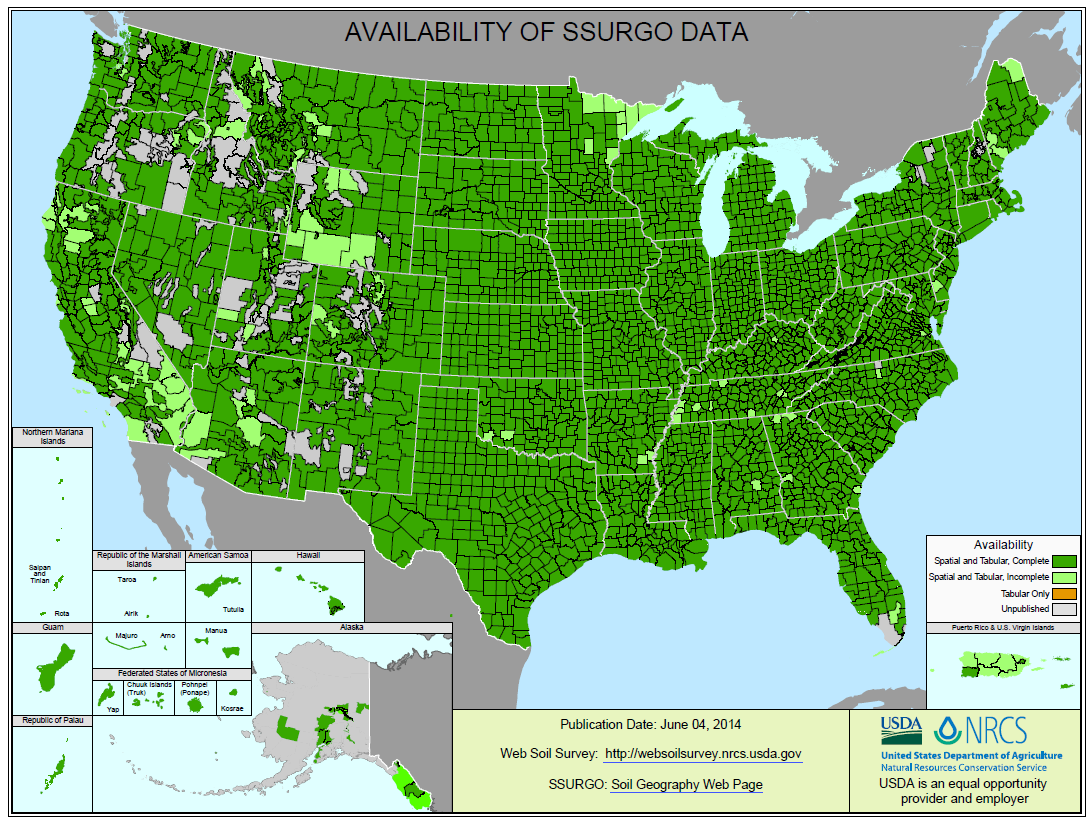 AVAILABILITY OF SSURGO DATA
Northern Mariana
Islands
Saipan
and
Tinian
Rota
Republic of the Marshall
Islands
Taroa
Airik
American Samoa
Tutuila
Hawaii
Guam
Majuro
Arno
Manua
Alaska
Federated States of Micronesia
Yap
Chuuk Islands
(Truk)
Pohnpei
(Ponape)
Kosrae
Republic of Palau
Availability
Spatial and Tabular, Complete
Spatial and Tabular, Incomplete
Tabular Only
Unpublished
Puerto Rico & U.S. Virgin Islands
Publication Date: June 04, 2014
Web Soil Survey: http://websoilsurvey.nrcs.usda.gov
SSURGO: Soil Geography Web Page
USDA NRCS
United States Department of Agriculture
Natural Resources Conservation Service
USDA is an equal opportunity
provider and employer